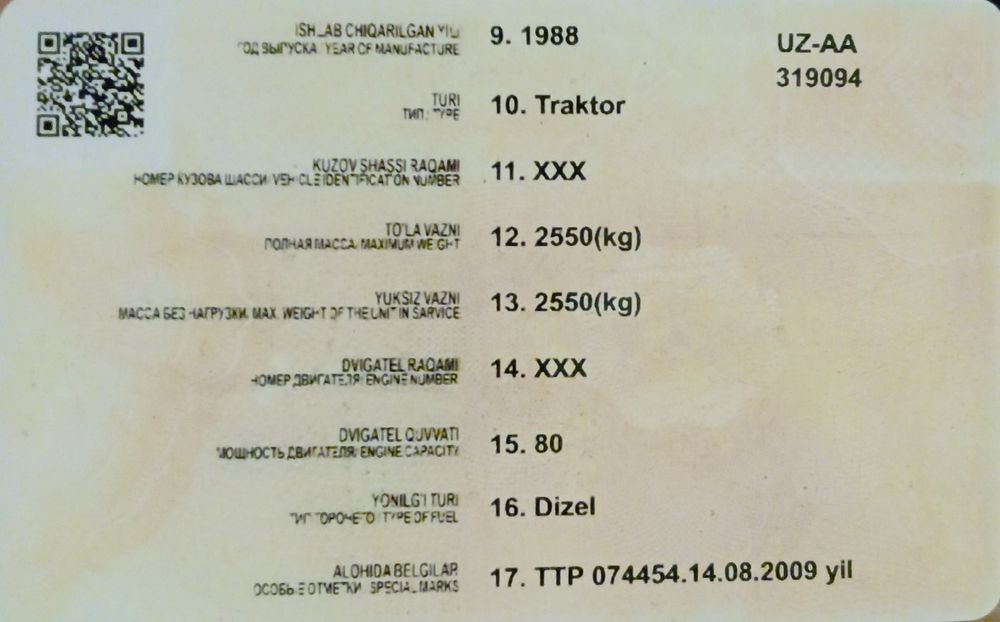 ISHLAB CHIQARILGAN YILI
ГОД ВЫПУСКА / YEAR OF MANUFACTURE
9. 1988
UZ-AA
319094
TURI
ТИП / TYPE
10. Traktor
KUZOV SHASSI RAQAMI
НОМЕР КУЗОВА ШАССИ/ VEHICLE IDENTIFICATION NUMBER
11. XXX
TO'LA VAZNI
ПОЛНАЯ МАССА/ MAXIMUM WEIGHT
12. 2550(kg)
YUKSIZ VAZNI
МАССА БЕЗ НАГРУЗКИ/ MAX. WEIGHT OF THE UNIT IN SARVICE
13. 2550(kg)
DVIGATEL RAQAMI
НОМЕР ДВИГАТЕЛЯ/ ENGINE NUMBER
14. XXX
DVIGATEL QUVVATI
МОЩНОСТЬ ДВИГАТЕЛЯ/ ENGINE CAPACITY
15. 80
YONILG'I TURI
ТИП ГОРЮЧЕГО / TYPE OF FUEL
16. Dizel
ALOHIDA BELGILAR
ОСОБЫЕ ОТМЕТКИ / SPECIAL MARKS
17. TTP 074454.14.08.2009 yil